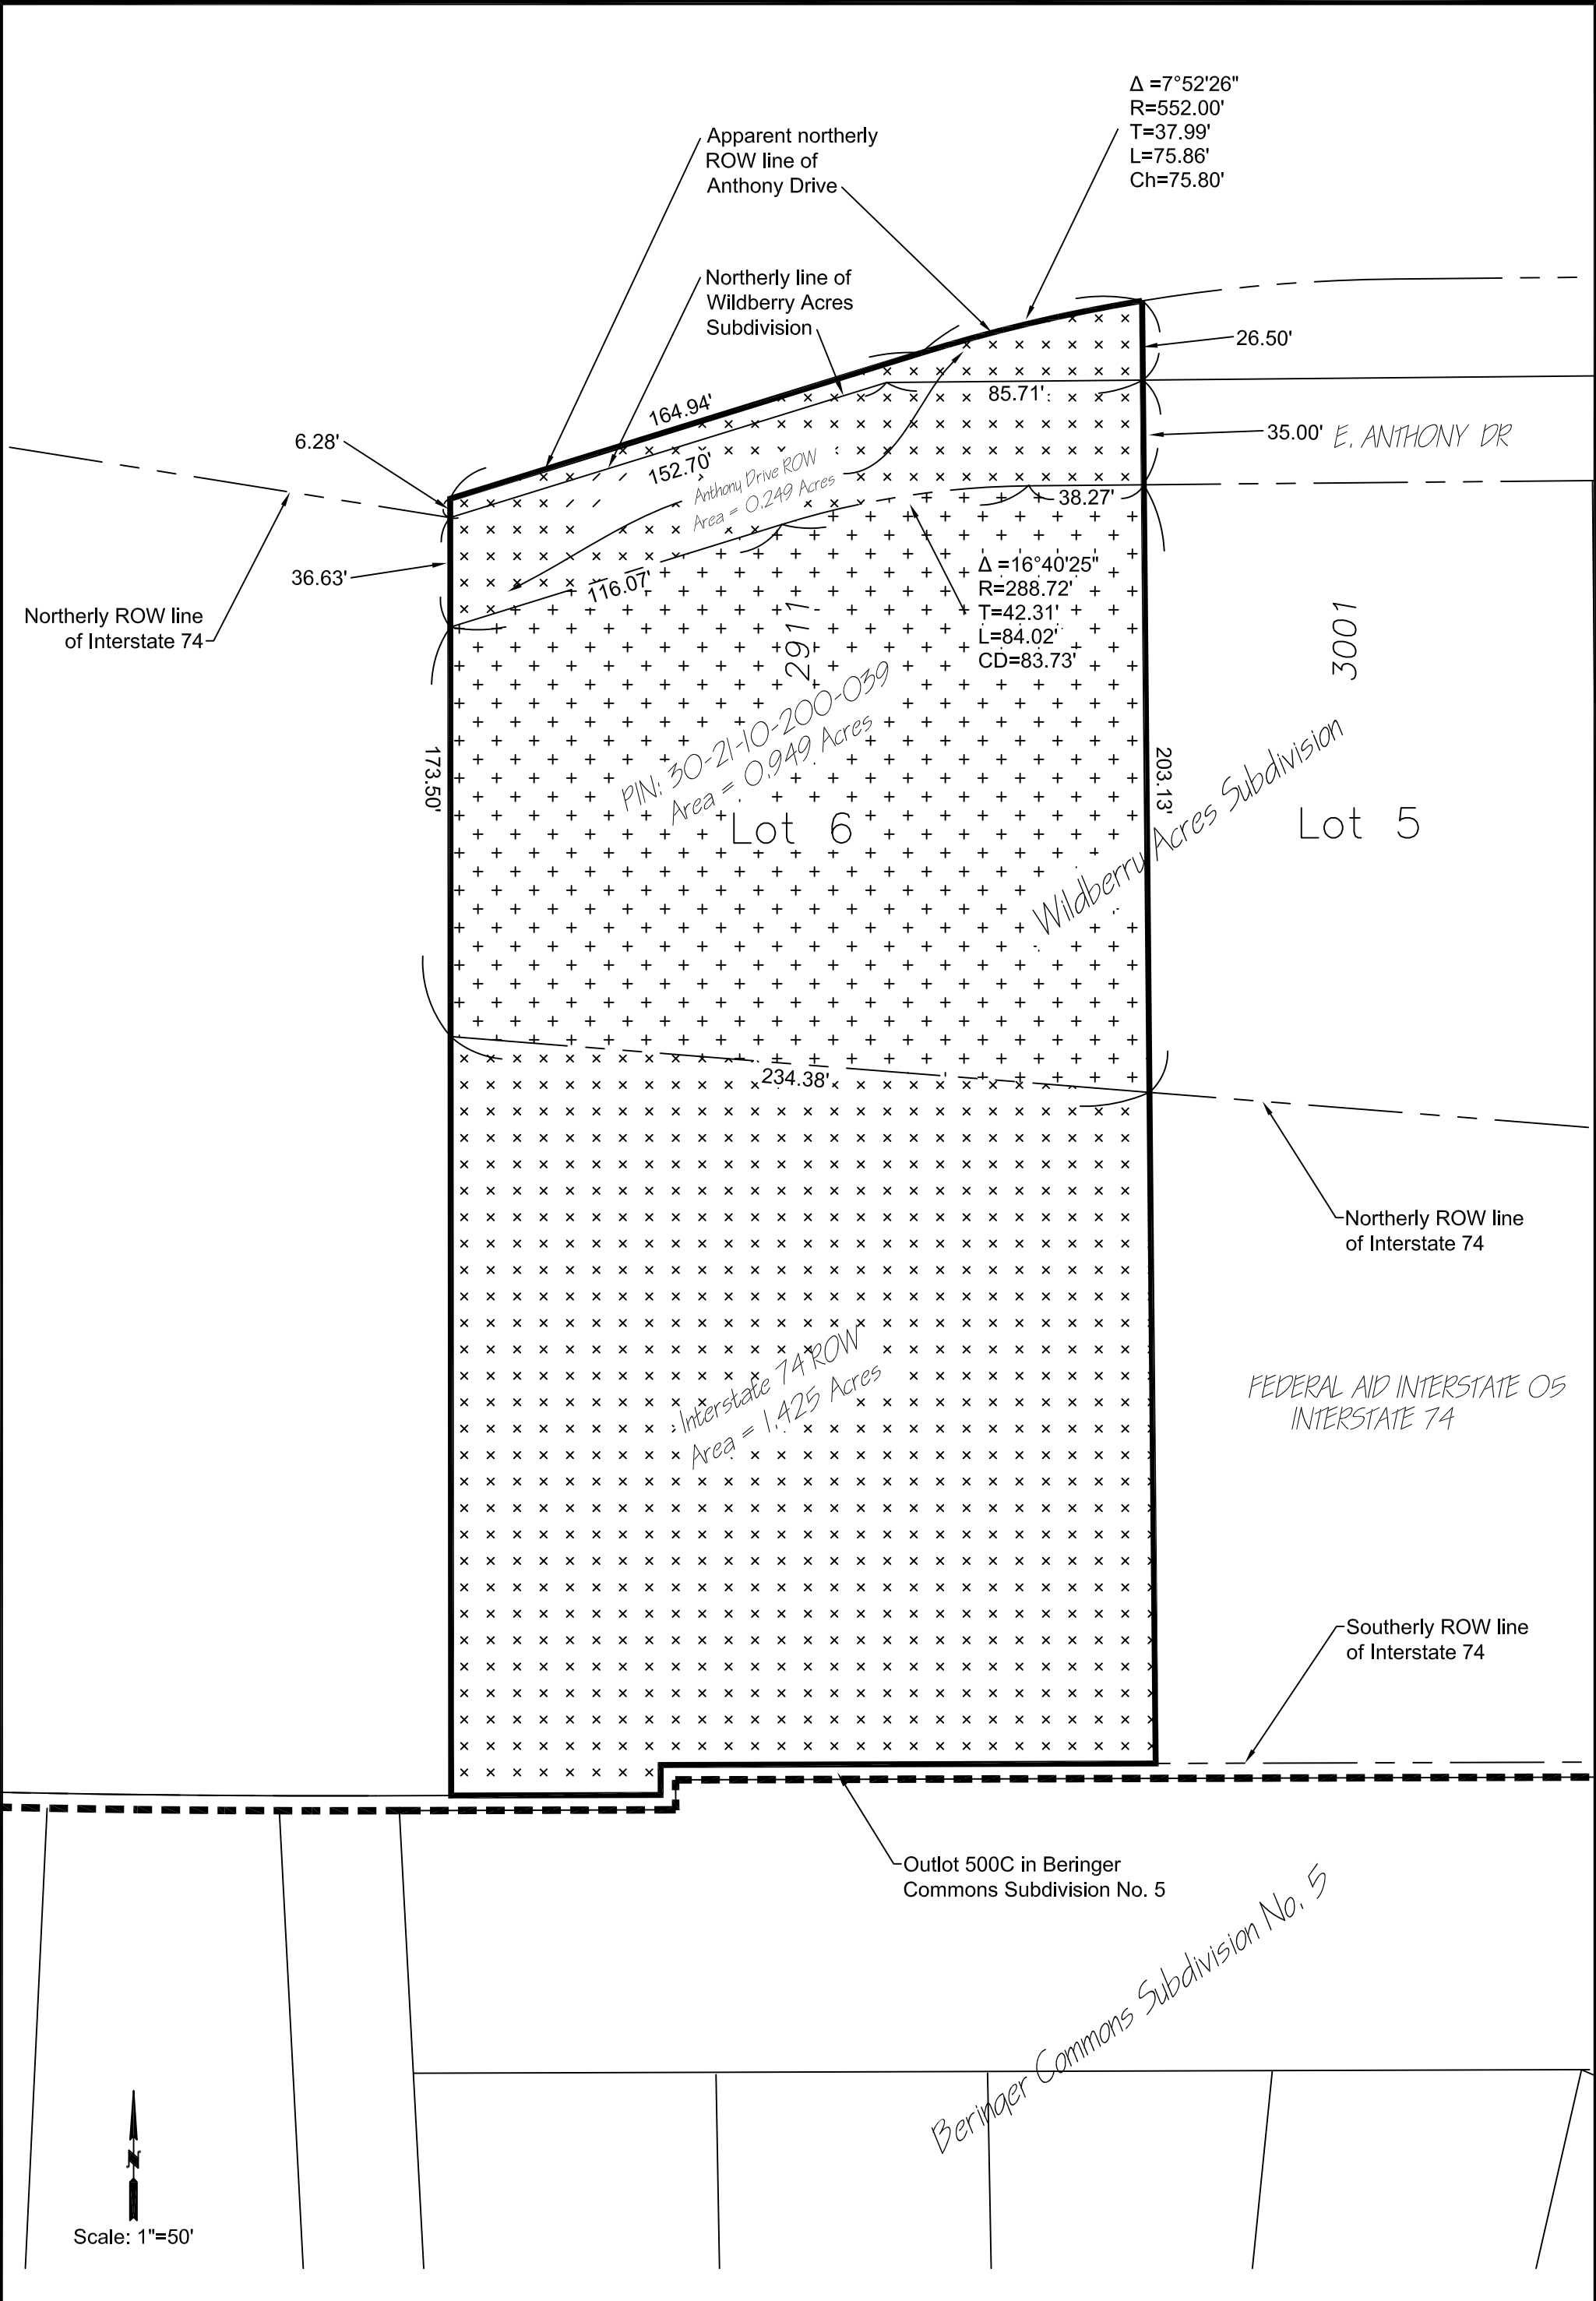 Δ =7°52'26"
R=552.00'
T=37.99'
L=75.86'
Ch=75.80'
Apparent northerly
ROW line of
Anthony Drive
Northerly line of
Wildberry Acres
Subdivision
26.50'
85.71'
164.94'
6.28'
35.00'
E. ANTHONY DR
152.70'
Anthony Drive ROW
Area = 0.249 Acres
38.27'
36.63'
116.07'
Δ =16°40'25"
R=288.72'
T=42.31'
L=84.02'
CD=83.73'
Northerly ROW line
of Interstate 74
2911
3001
PIN: 30-21-10-200-039
Area = 0.949 Acres
173.50'
203.13'
Lot 6
Wildberry Acres Subdivision
Lot 5
234.38'
Northerly ROW line
of Interstate 74
Interstate 74 ROW
Area = 1.425 Acres
FEDERAL AID INTERSTATE 05
INTERSTATE 74
Southerly ROW line
of Interstate 74
Outlot 500C in Beringer
Commons Subdivision No. 5
Beringer Commons Subdivision No. 5
N
Scale: 1"=50'